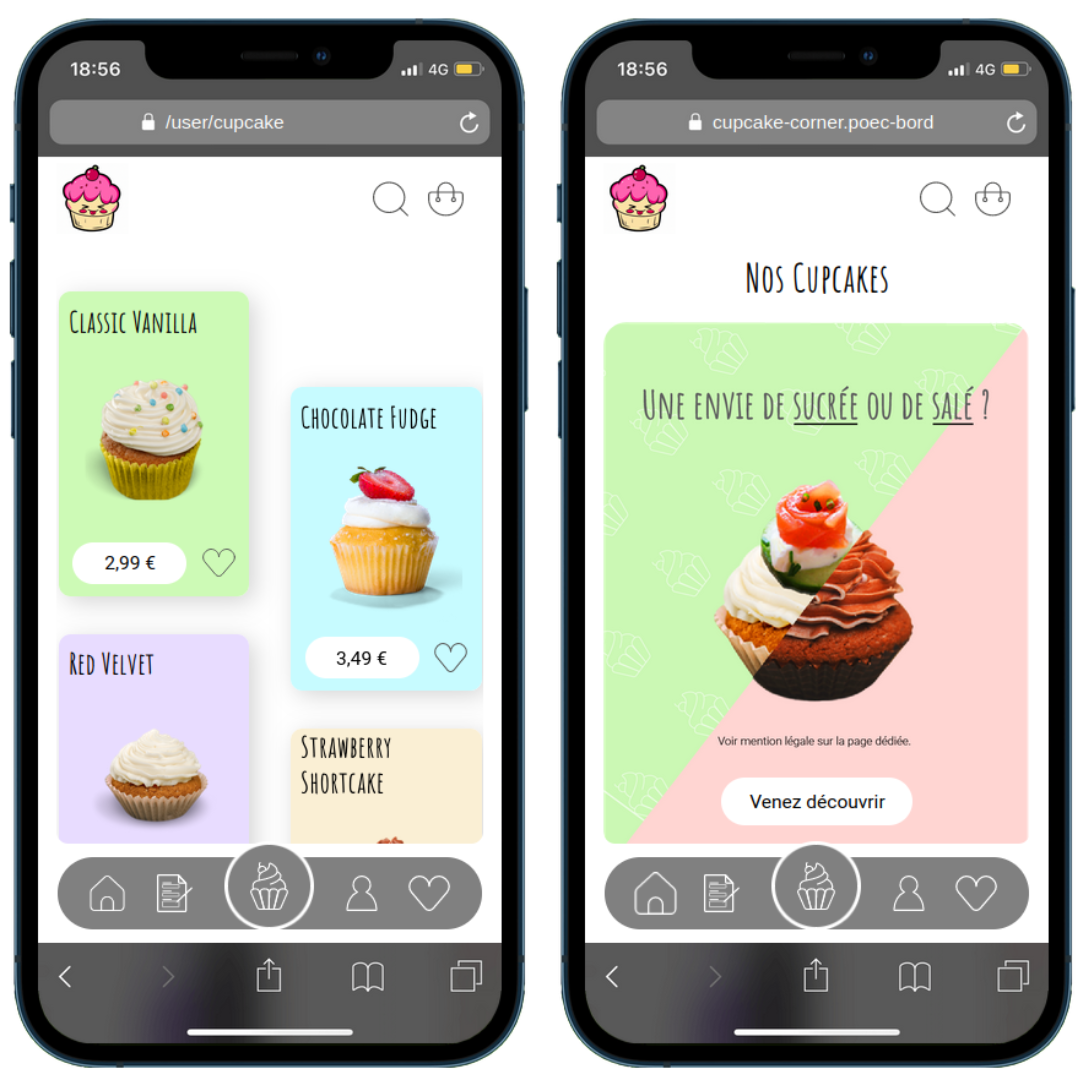 18:56
4G
/user/cupcake
Classic Vanilla
2,99 €
Chocolate Fudge
3,49 €
Red Velvet
Strawberry
Shortcake
18:56
4G
cupcake-corner.poec-bord
Nos Cupcakes
Une envie de sucrée ou de salé ?
Voir mention légale sur la page dédiée.
Venez découvrir